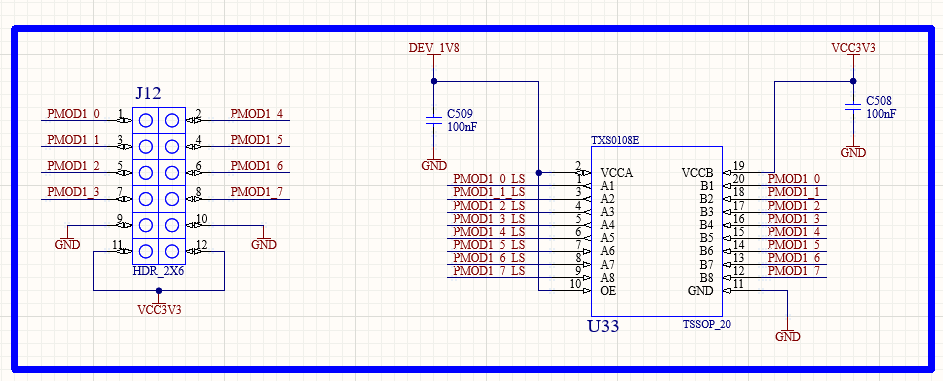 DEV_1V8
VCC3V3
J12
C509
100nF
C508
100nF
PMOD1_0 1 2 PMOD1_4
PMOD1_1 3 4 PMOD1_5
PMOD1_2 5 6 PMOD1_6
PMOD1_3 7 8 PMOD1_7
9 10
GND GND
11 12
HDR_2X6
VCC3V3
GND
GND
TXS0108E
2 VCCA VCCB 19
PMOD1_0_LS 1 A1 B1 20 PMOD1_0
PMOD1_1_LS 3 A2 B2 18 PMOD1_1
PMOD1_2_LS 4 A3 B3 17 PMOD1_2
PMOD1_3_LS 5 A4 B4 16 PMOD1_3
PMOD1_4_LS 6 A5 B5 15 PMOD1_4
PMOD1_5_LS 7 A6 B6 14 PMOD1_5
PMOD1_6_LS 8 A7 B7 13 PMOD1_6
PMOD1_7_LS 9 A8 B8 12 PMOD1_7
10 OE GND 11
U33
TSSOP_20
GND